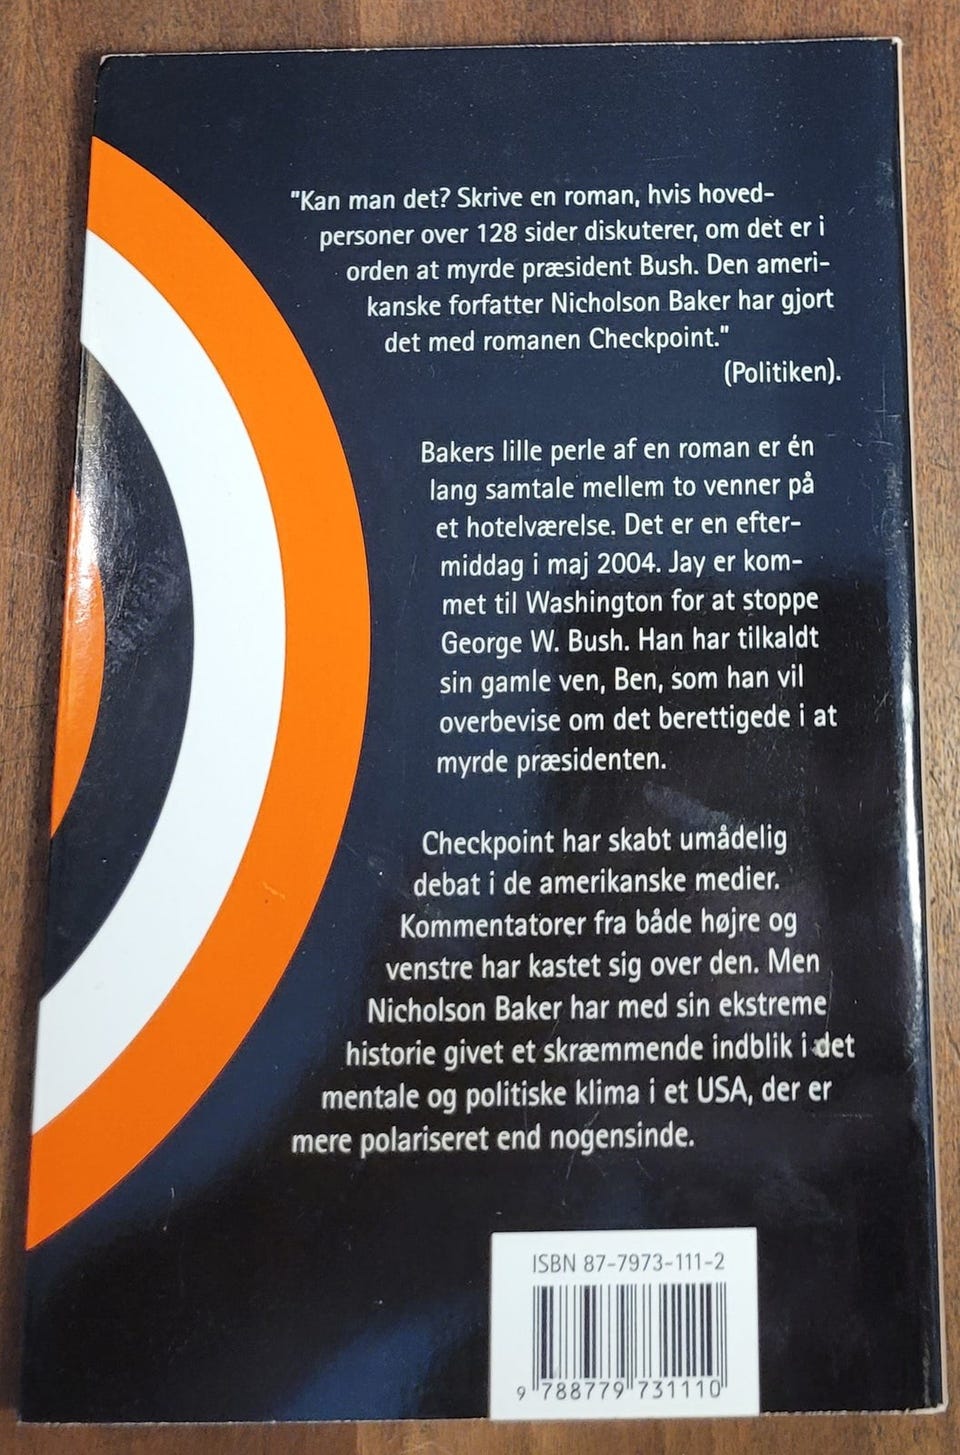 "Kan man det? Skrive en roman, hvis hoved-
personer over 128 sider diskuterer, om det er i
orden at myrde præsident Bush. Den ameri-
kanske forfatter Nicholson Baker har gjort
det med romanen Checkpoint."
(Politiken).
Bakers lille perle af en roman er én
lang samtale mellem to venner på
et hotelværelse. Det er en efter-
middag i maj 2004. Jay er kom-
met til Washington for at stoppe
George W. Bush. Han har tilkaldt
sin gamle ven, Ben, som han vil
overbevise om det berettigede i at
myrde præsidenten.
Checkpoint har skabt umådelig
debat i de amerikanske medier.
Kommentatorer fra både højre og
venstre har kastet sig over den. Men
Nicholson Baker har med sin ekstreme
historie givet et skræmmende indblik i det
mentale og politiske klima i et USA, der er
mere polariseret end nogensinde.
ISBN 87-7973-111-2
9 788779 731110